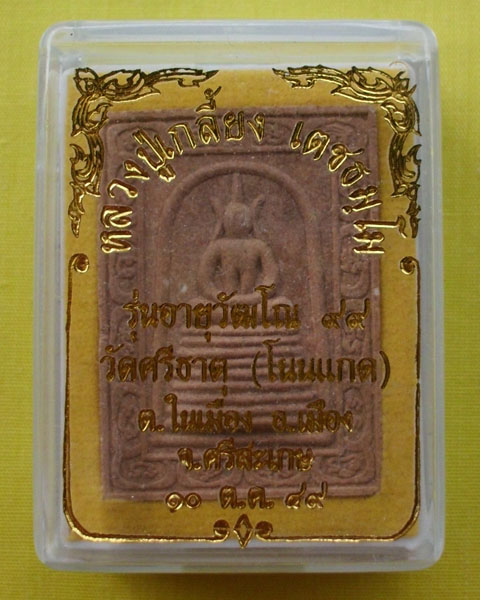 หลวงปู่เกลี้ยง เตชธมฺโม
รุ่นอายุวัฒโณ ๙๙
วัดศรีธาตุ (โนนแกด)
ต.ในเมือง อ.เมือง
จ.ศรีสะเกษ
๑๐ ต.ค. ๔๙